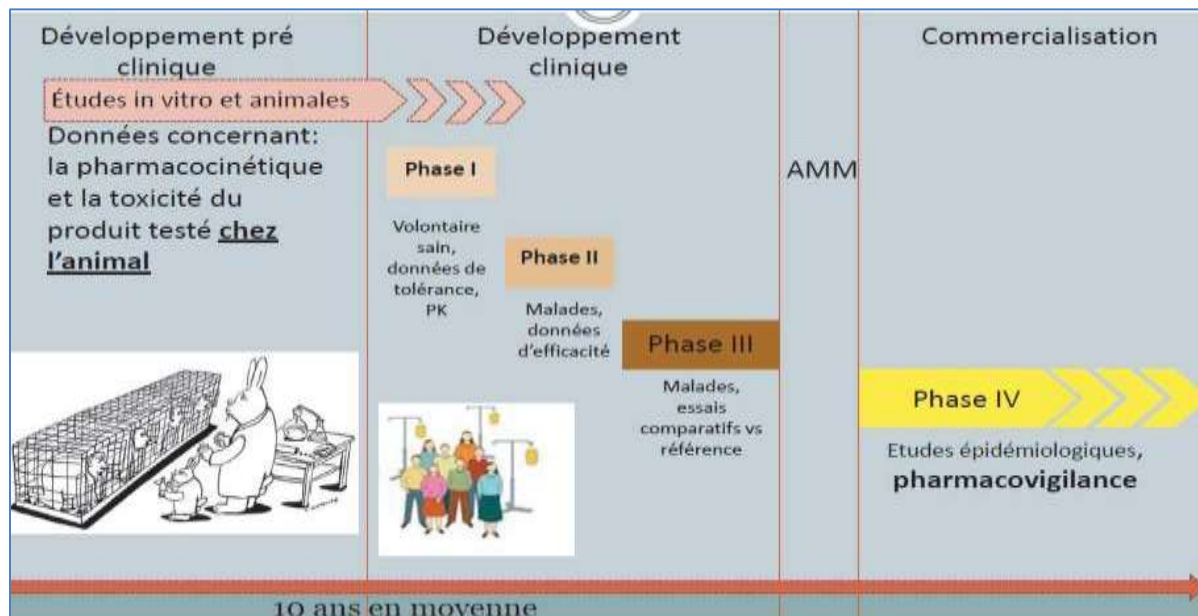 Développement pré
clinique
Études in vitro et animales
Données concernant:
la pharmacocinétique
et la toxicité du
produit testé chez
l'animal
Développement
clinique
Phase I
Volontaire
sain,
données de
tolérance,
PK
Phase II
Malades,
données
d'efficacité
Phase III
Malades,
essais
comparatifs vs
référence
AMM
Commercialisation
Phase IV
Etudes épidémiologiques,
pharmacovigilance
10 ans en moyenne